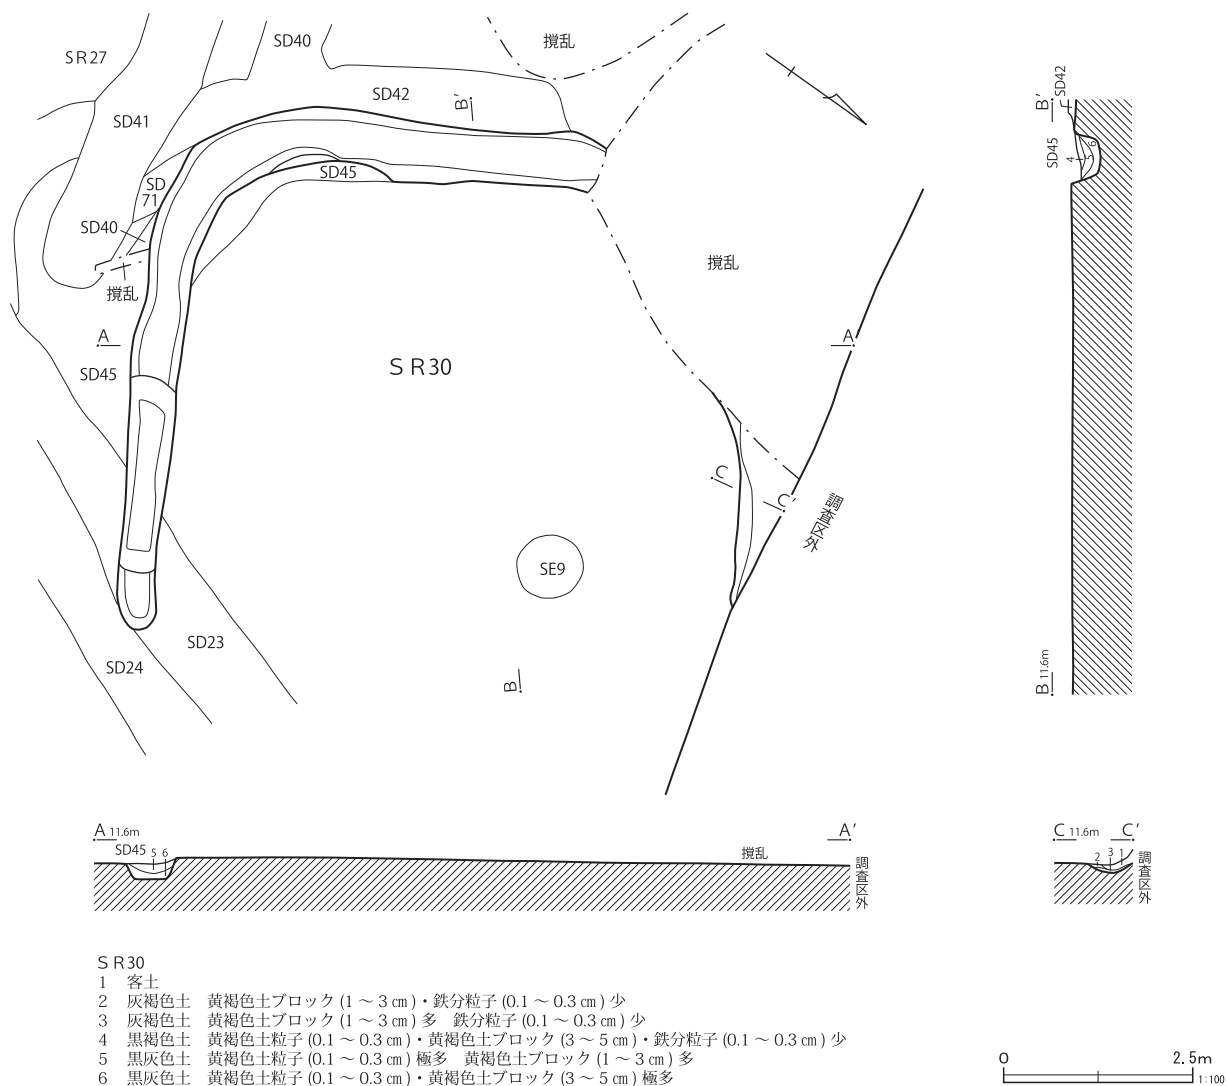 SR27
SD40
撹乱
SD42
B′
SD41
SD
71
SD45
SD40
撹乱
撹乱
A
A′
SD45
SR30
C
C′
調査区外
SE9
SD23
SD24
B
B′
SD42
SD45
4
5
6
B 11.6m
A 11.6m
A′
SD45 5 6
撹乱
調査区外
C 11.6m
C′
2 3 1
調査区外
SR30
1 客土
2 灰褐色土 黄褐色土ブロック(1～3㎝)・鉄分粒子(0.1～0.3㎝)少
3 灰褐色土 黄褐色土ブロック(1～3㎝)多 鉄分粒子(0.1～0.3㎝)少
4 黒褐色土 黄褐色土粒子(0.1～0.3㎝)・黄褐色土ブロック(3～5㎝)・鉄分粒子(0.1～0.3㎝)少
5 黒灰色土 黄褐色土粒子(0.1～0.3㎝)極多 黄褐色土ブロック(1～3㎝)多
6 黒灰色土 黄褐色土粒子(0.1～0.3㎝)・黄褐色土ブロック(3～5㎝)極多
0 2.5m
1:100